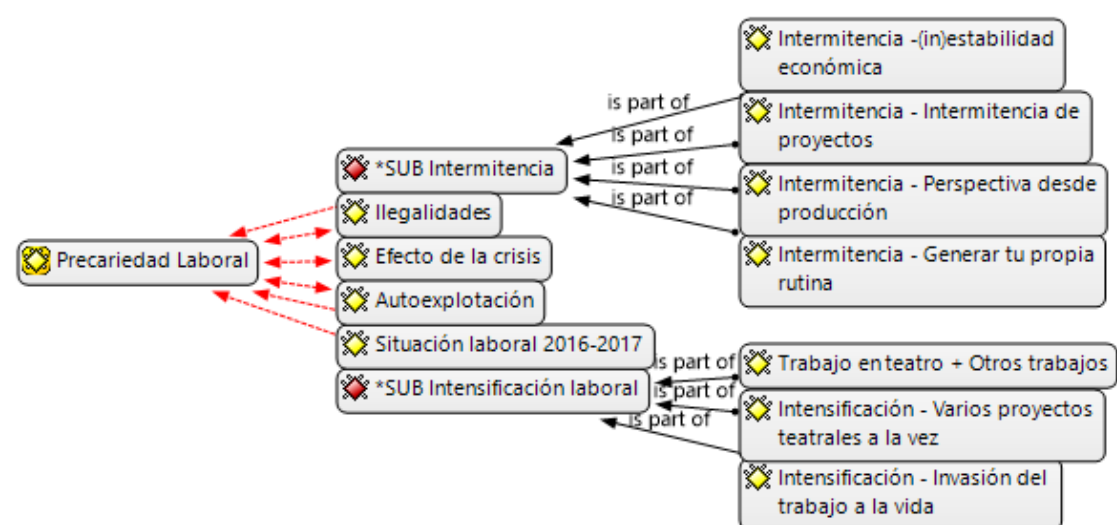 Precariedad Laboral
*SUB Intermitencia
Ilegalidades
Efecto de la crisis
Autoexplotación
Situación laboral 2016-2017
*SUB Intensificación laboral
is part of
is part of
is part of
is part of
Intermitencia -(in)estabilidad
económica
Intermitencia - Intermitencia de
proyectos
Intermitencia - Perspectiva desde
producción
Intermitencia - Generar tu propia
rutina
is part of
is part of
is part of
Trabajo en teatro + Otros trabajos
Intensificación - Varios proyectos
teatrales a la vez
Intensificación - Invasión del
trabajo a la vida